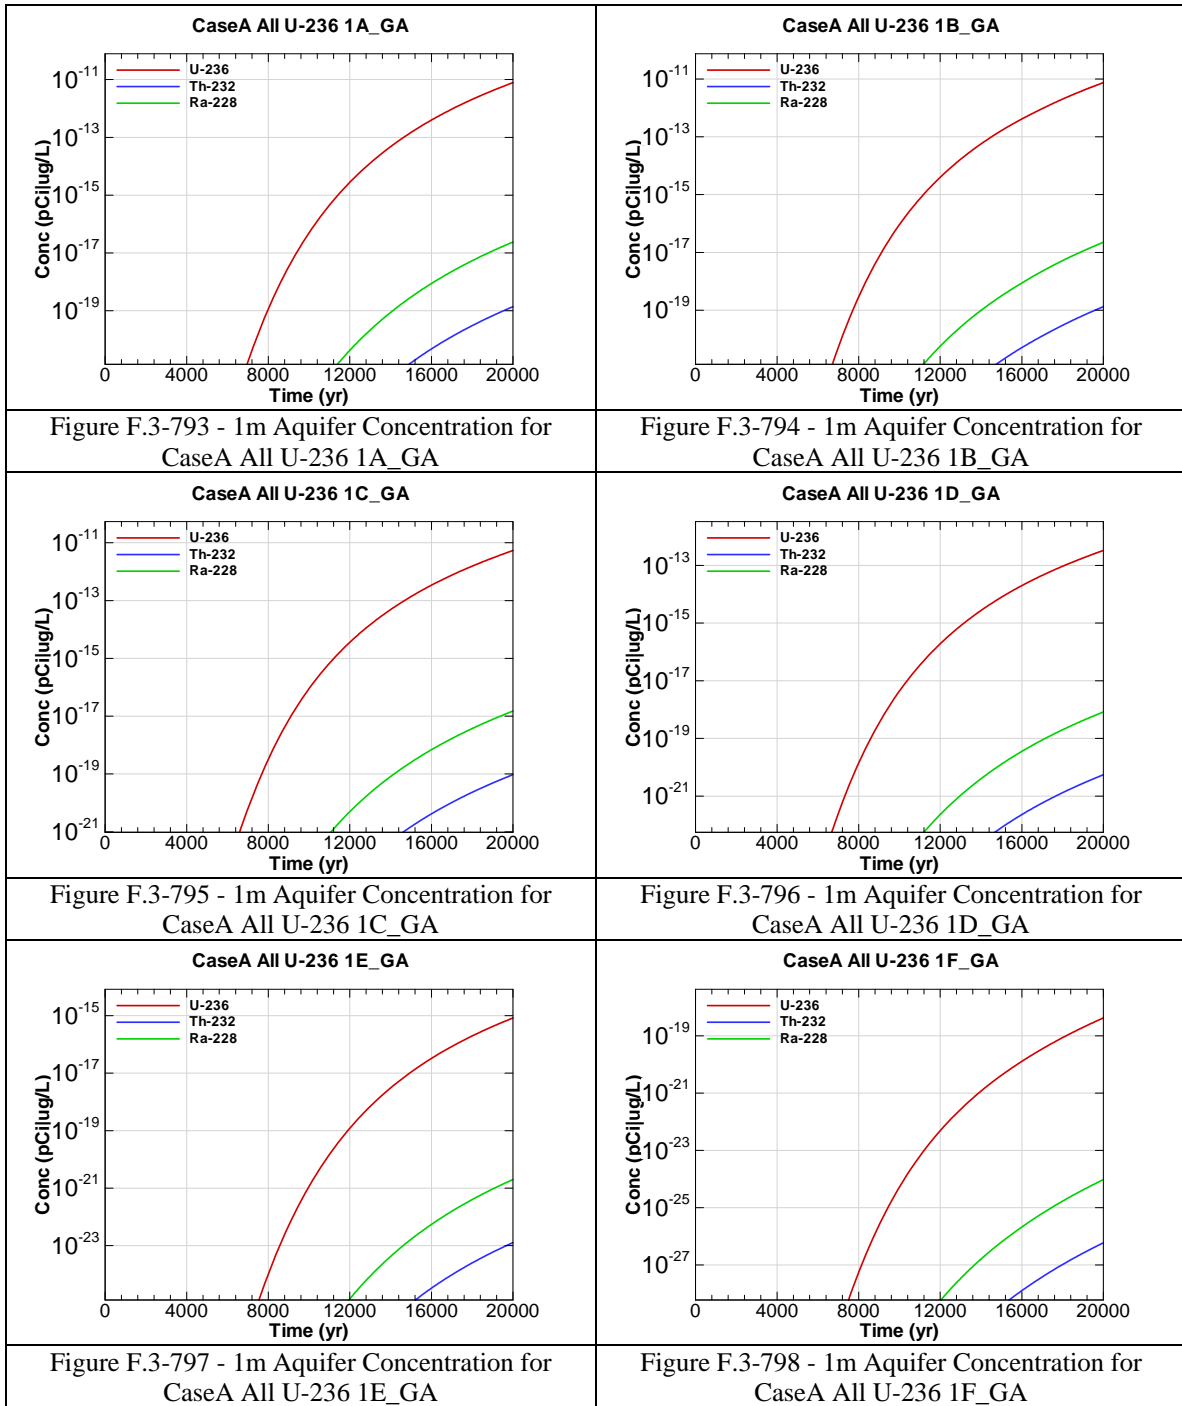 CaseA All U-236 1A_GA
Conc (pCi|ug/L)
10-11
10-13
10-15
10-17
10-19
U-236
Th-232
Ra-228
0 4000 8000 12000 16000 20000
Time (yr)
Figure F.3-793 - 1m Aquifer Concentration for
CaseA All U-236 1A_GA
CaseA All U-236 1B_GA
Conc (pCi|ug/L)
10-11
10-13
10-15
10-17
10-19
U-236
Th-232
Ra-228
0 4000 8000 12000 16000 20000
Time (yr)
Figure F.3-794 - 1m Aquifer Concentration for
CaseA All U-236 1B_GA
CaseA All U-236 1C_GA
Conc (pCi|ug/L)
10-11
10-13
10-15
10-17
10-19
10-21
U-236
Th-232
Ra-228
0 4000 8000 12000 16000 20000
Time (yr)
Figure F.3-795 - 1m Aquifer Concentration for
CaseA All U-236 1C_GA
CaseA All U-236 1D_GA
Conc (pCi|ug/L)
10-13
10-15
10-17
10-19
10-21
U-236
Th-232
Ra-228
0 4000 8000 12000 16000 20000
Time (yr)
Figure F.3-796 - 1m Aquifer Concentration for
CaseA All U-236 1D_GA
CaseA All U-236 1E_GA
Conc (pCi|ug/L)
10-15
10-17
10-19
10-21
10-23
U-236
Th-232
Ra-228
0 4000 8000 12000 16000 20000
Time (yr)
Figure F.3-797 - 1m Aquifer Concentration for
CaseA All U-236 1E_GA
CaseA All U-236 1F_GA
Conc (pCi|ug/L)
10-19
10-21
10-23
10-25
10-27
U-236
Th-232
Ra-228
0 4000 8000 12000 16000 20000
Time (yr)
Figure F.3-798 - 1m Aquifer Concentration for
CaseA All U-236 1F_GA